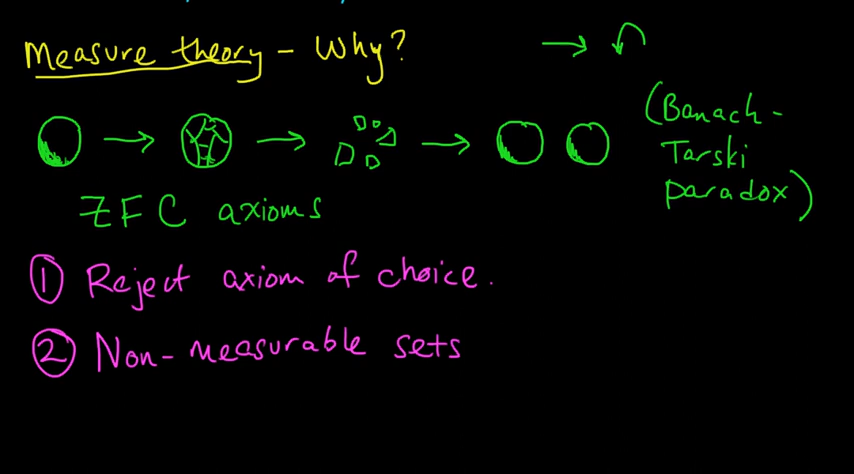 Measure theory - Why?
(Banach-
Tarski
paradox)
ZFC axioms
① Reject axiom of choice.
② Non-measurable sets